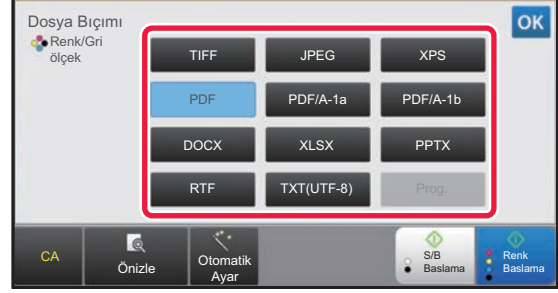 Dosya Bıçımı
OK
Renk/Gri
ölçek
TIFF
JPEG
XPS
PDF
PDF/A-1a
PDF/A-1b
DOCX
XLSX
PPTX
RTF
TXT(UTF-8)
Prog.
CA
Önizle
Otomatik
Ayar
S/B
Baslama
Renk
Baslama